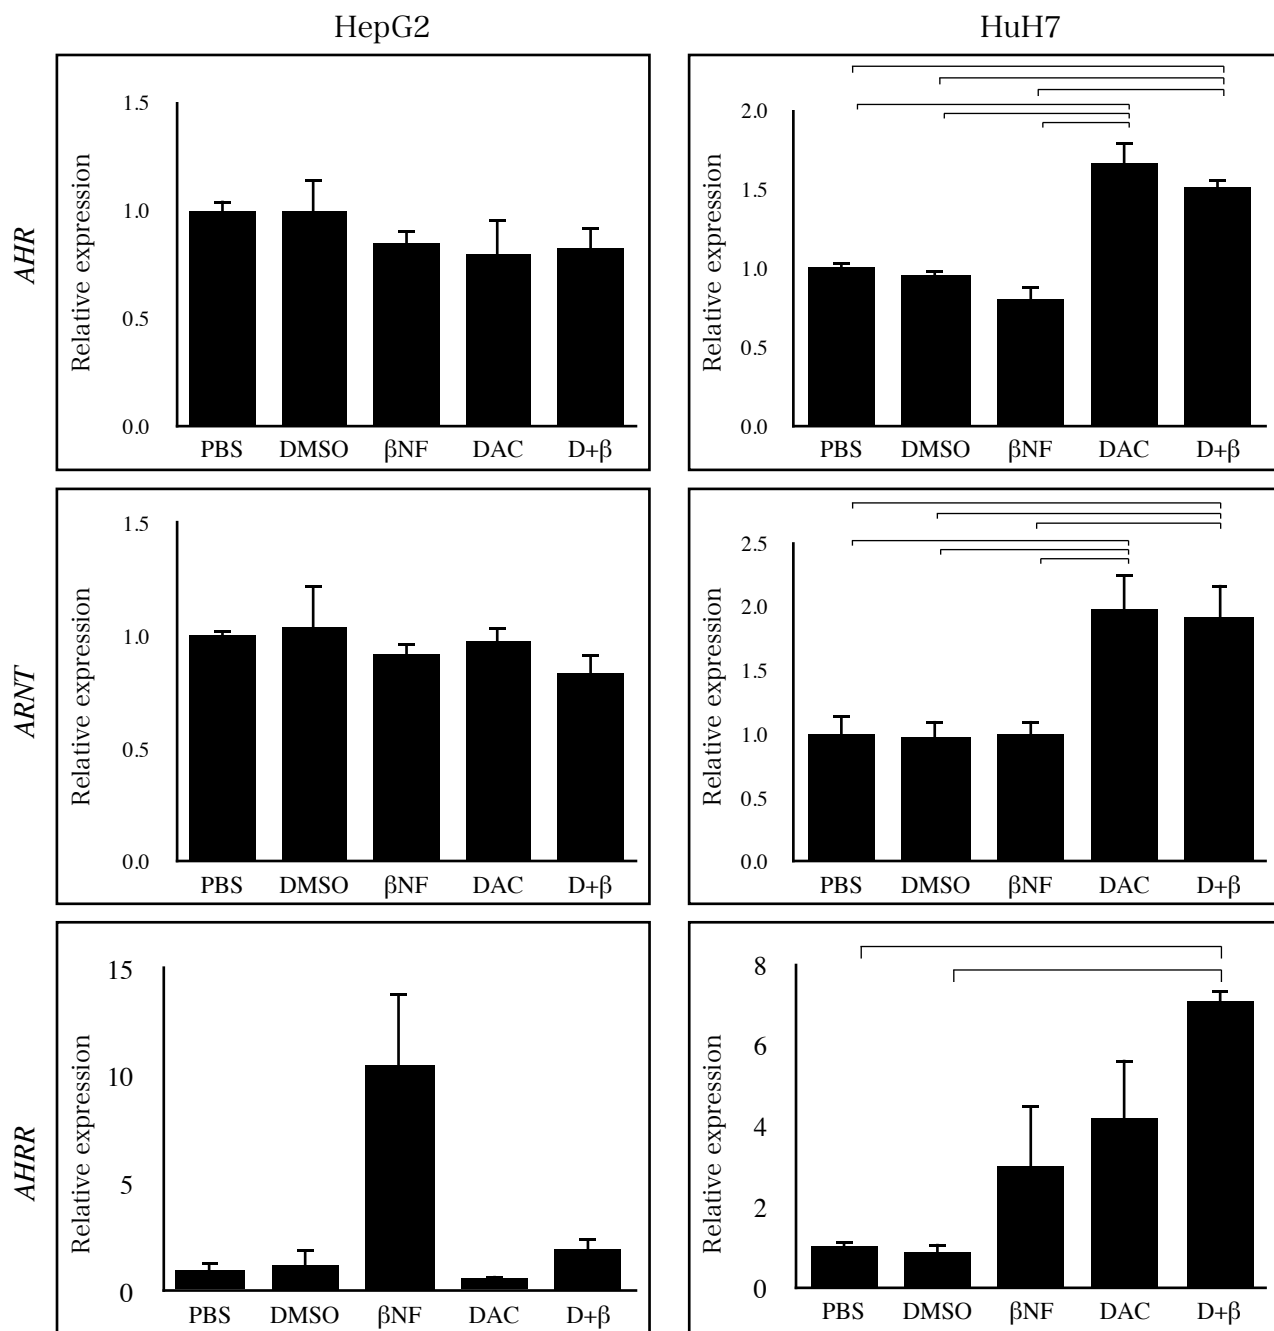 HepG2
HuH7
AHR
Relative expression
1.5
1.0
0.5
0.0
PBS DMSO βNF DAC D+β
Relative expression
2.0
1.5
1.0
0.5
0.0
PBS DMSO βNF DAC D+β
ARNT
Relative expression
1.5
1.0
0.5
0.0
PBS DMSO βNF DAC D+β
Relative expression
2.5
2.0
1.5
1.0
0.5
0.0
PBS DMSO βNF DAC D+β
AHRR
Relative expression
15
10
5
0
PBS DMSO βNF DAC D+β
Relative expression
8
6
4
2
0
PBS DMSO βNF DAC D+β